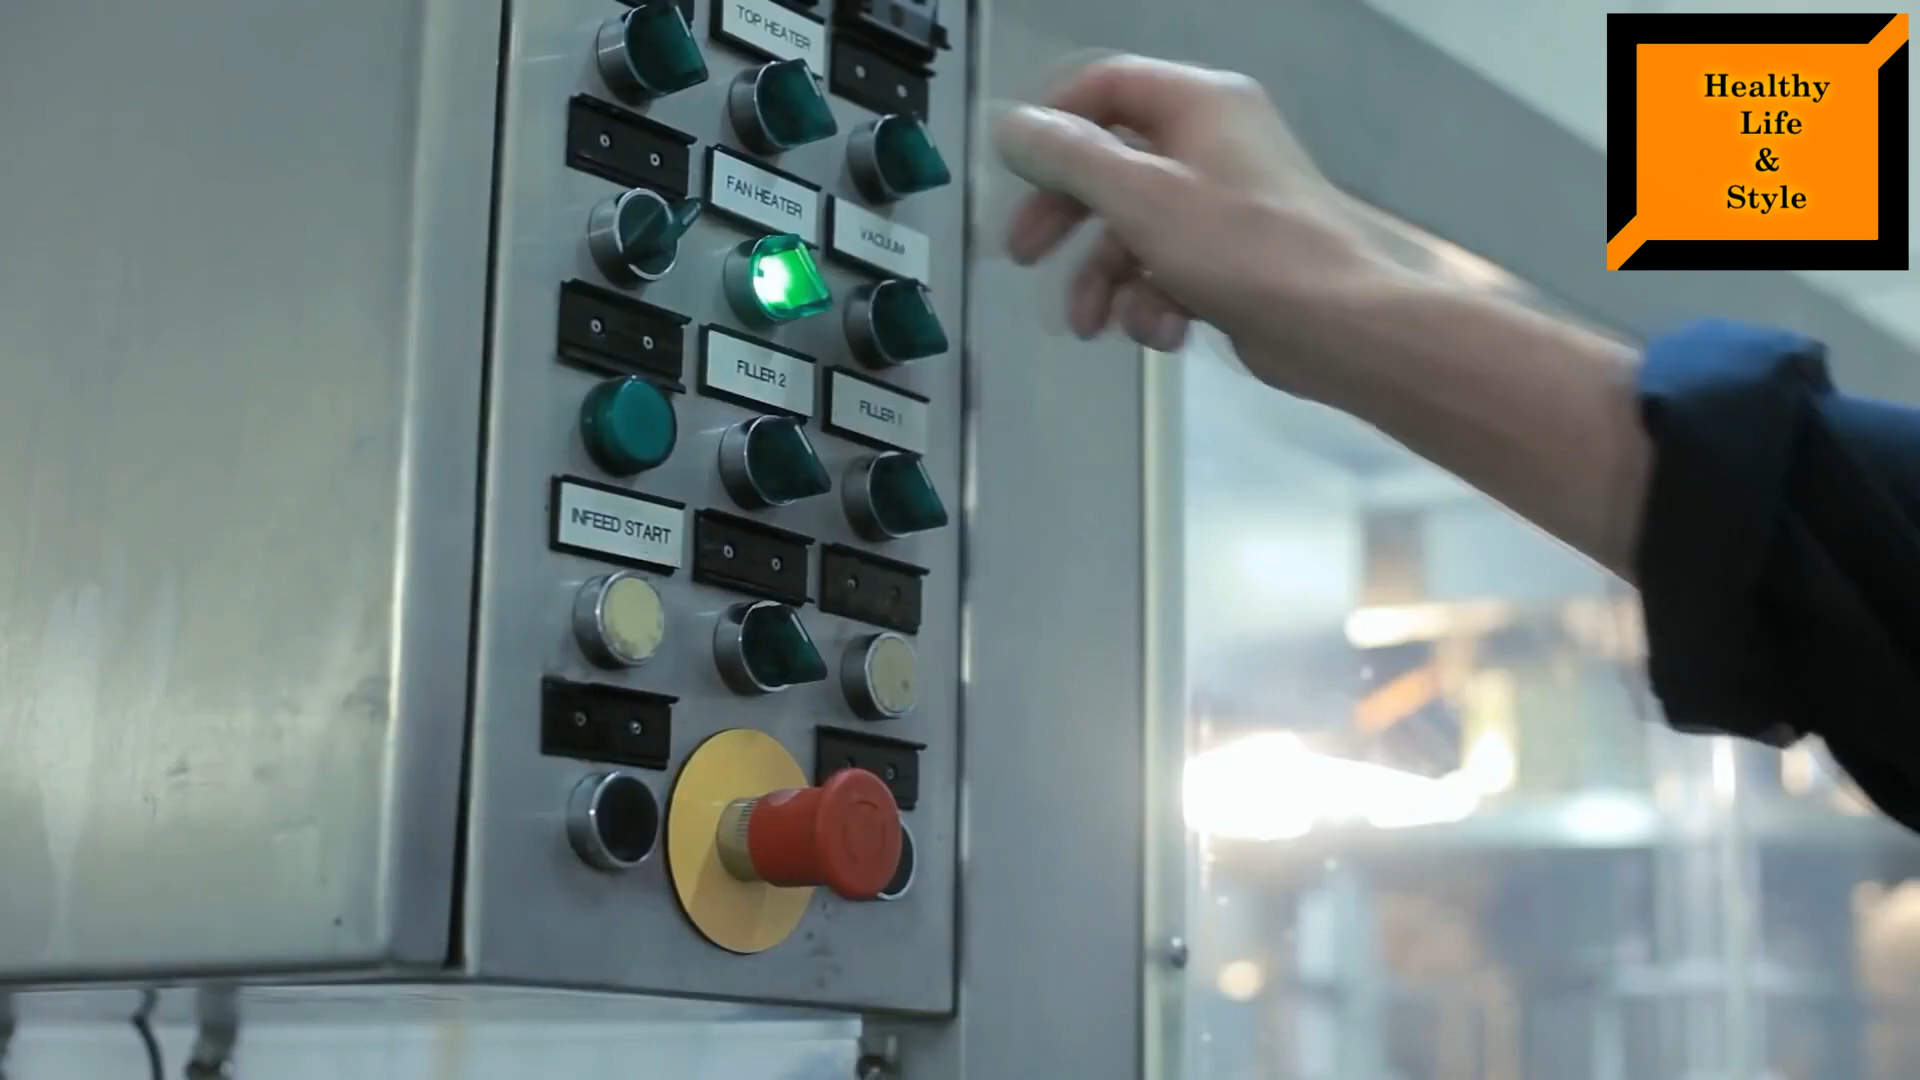 TOP HEATER
FAN HEATER
VACUUM
FILLER 2
FILLER 1
INFEED START
Healthy
Life
&
Style